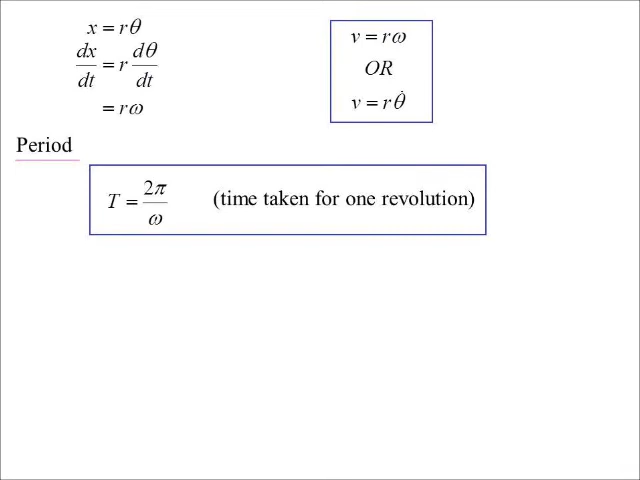 x = rθ
dx/dt = r dθ/dt
= rω
v = rω
OR
v = rθ̇
Period
T = 2π/ω (time taken for one revolution)